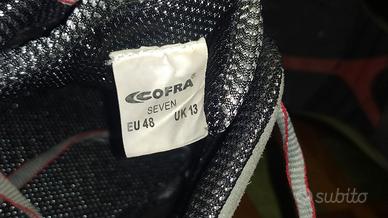 COFRA
SEVEN
EU 48 UK 13
subito